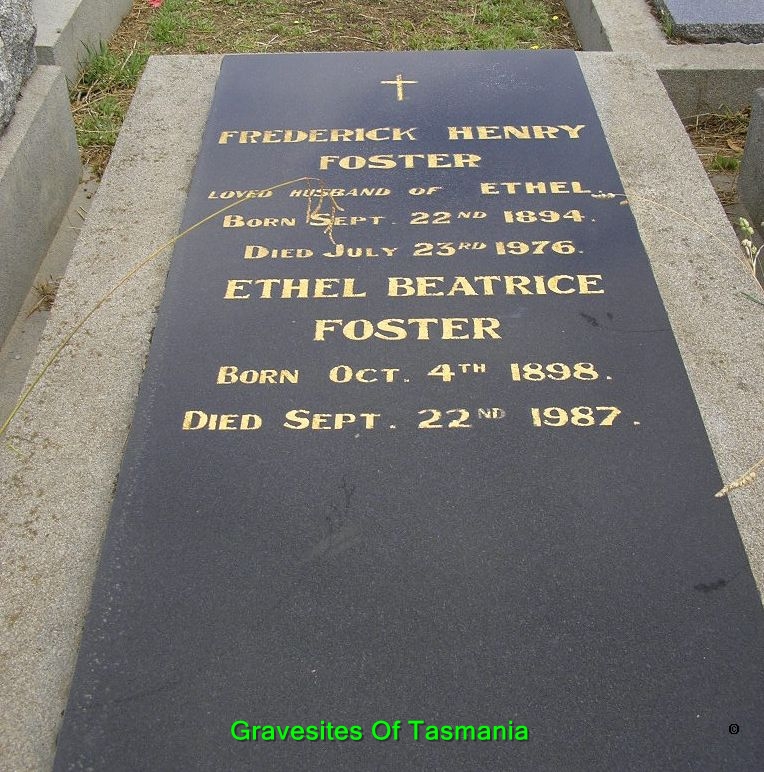 FREDERICK HENRY
FOSTER
LOVED HUSBAND OF ETHEL.
BORN SEPT. 22ND 1894.
DIED JULY 23RD 1976.
ETHEL BEATRICE
FOSTER
BORN OCT. 4TH 1898.
DIED SEPT. 22ND 1987.
Gravesites Of Tasmania ©